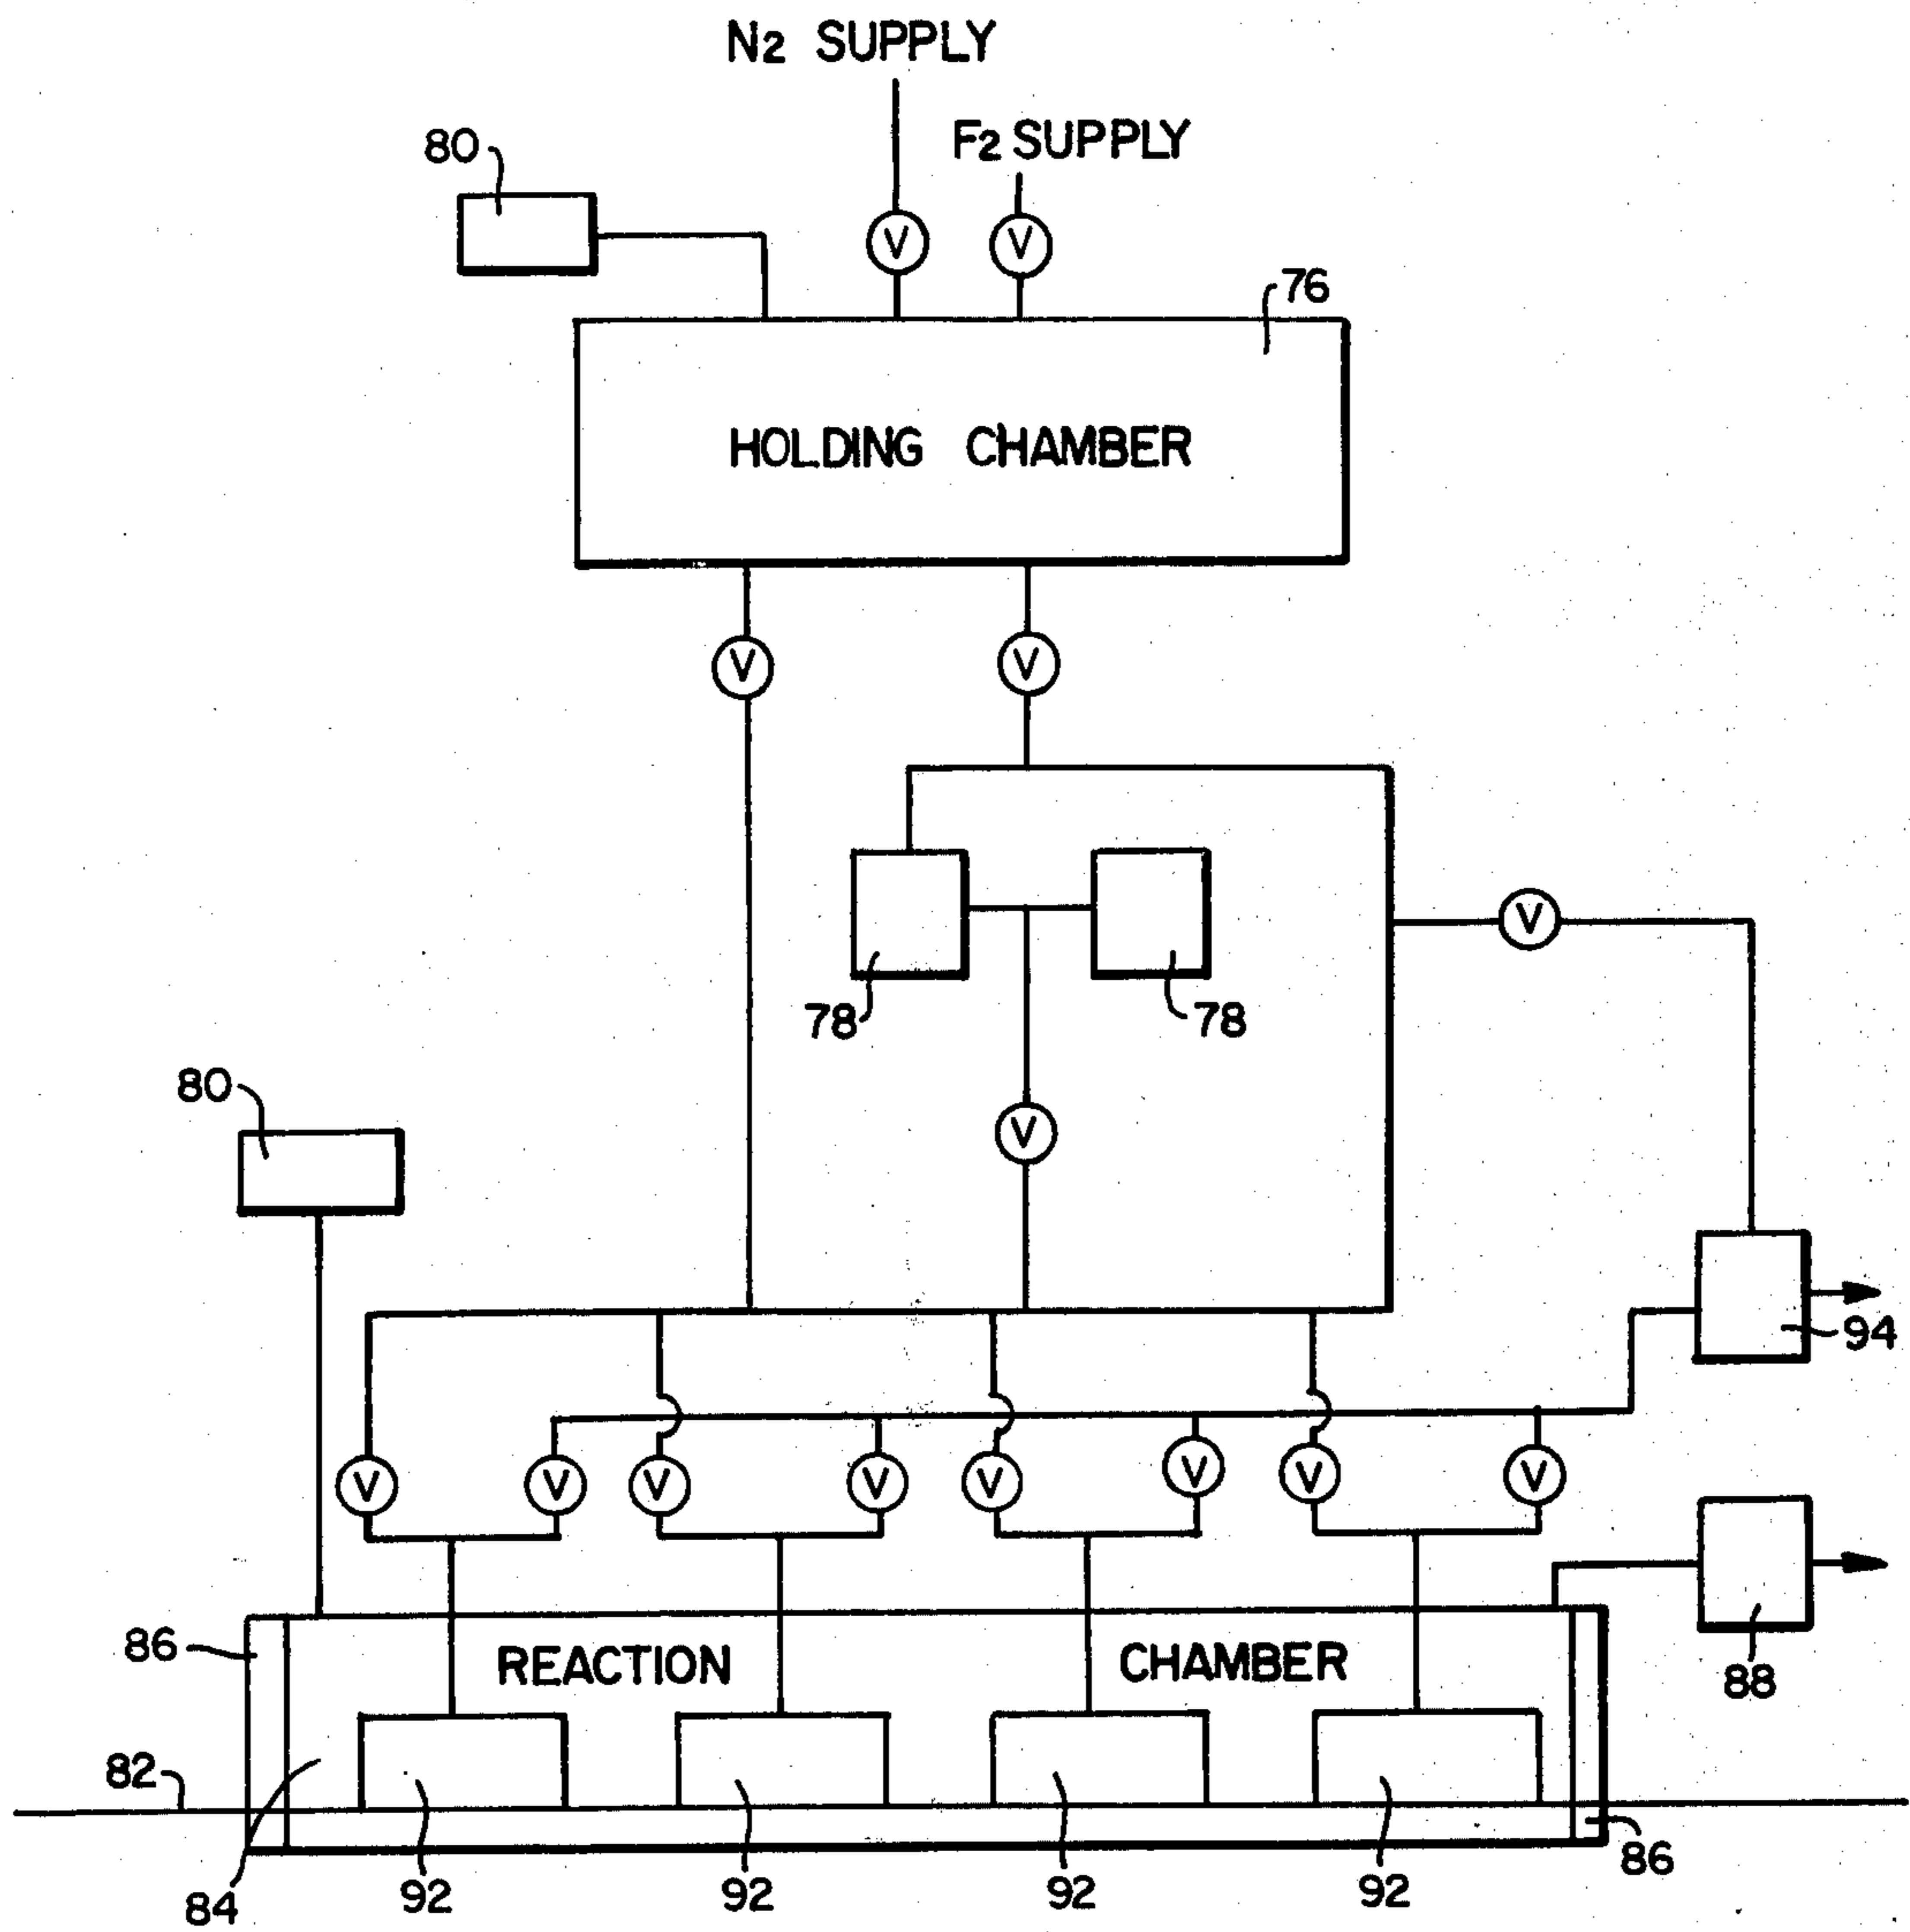 N2 SUPPLY
F2 SUPPLY
80
V V
76
HOLDING CHAMBER
V V
V
78 78
80
V
94
V V V V V V V V
86 REACTION CHAMBER
88
82
86
84 92 92 92 92